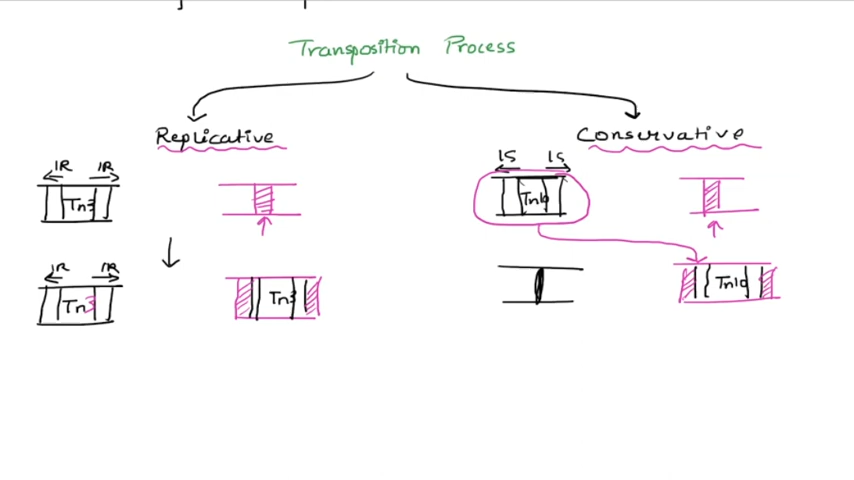 Transposition Process
Replicative
Conservative
IR IR
IS IS
Tn3
Tn10
IR IR
Tn3
Tn3
Tn10